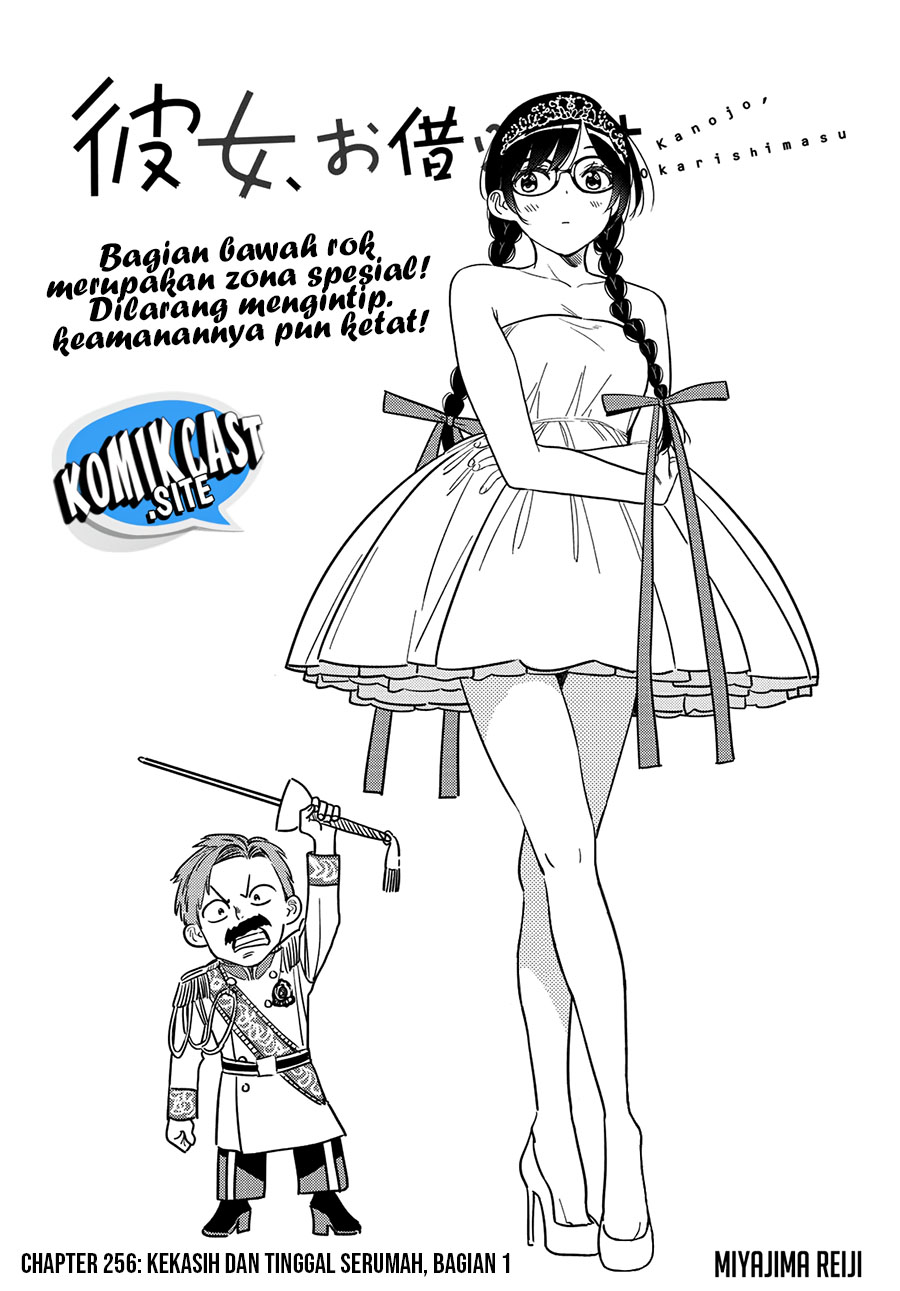 彼女、お借
Kanojo,
okarishimasu
Bagian bawah rok
merupakan zona spesial!
Dilarang mengintip.
keamanannya pun ketat!
KOMIKCAST
.SITE
CHAPTER 256: KEKASIH DAN TINGGAL SERUMAH, BAGIAN 1
MIYAJIMA REIJI